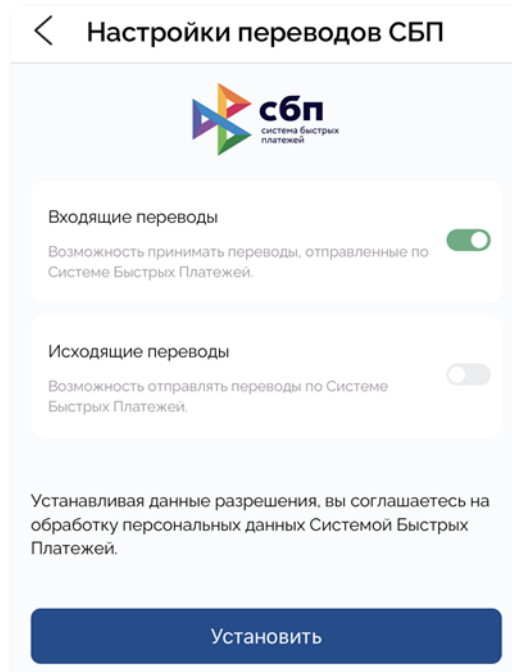 Настройки переводов СБП
сбп
система быстрых
платежей
Входящие переводы
Возможность принимать переводы, отправленные по
Системе Быстрых Платежей.
Исходящие переводы
Возможность отправлять переводы по Системе
Быстрых Платежей.
Устанавливая данные разрешения, вы соглашаетесь на
обработку персональных данных Системой Быстрых
Платежей.
Установить